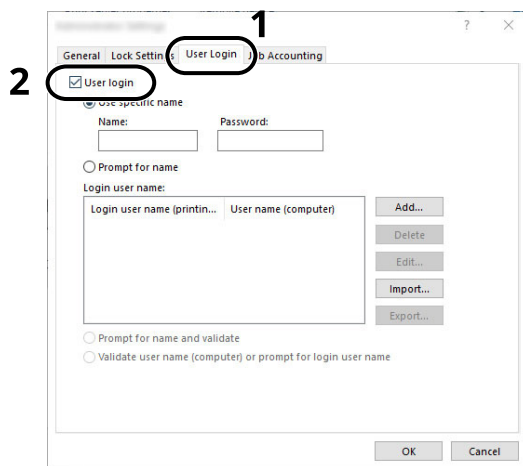 1
? ×
General Lock Settings User Login Job Accounting
2
User login
Use specific name
Name: Password:
Prompt for name
Login user name:
Login user name (printin... User name (computer)
Add...
Delete
Edit...
Import...
Export...
Prompt for name and validate
Validate user name (computer) or prompt for login user name
OK Cancel